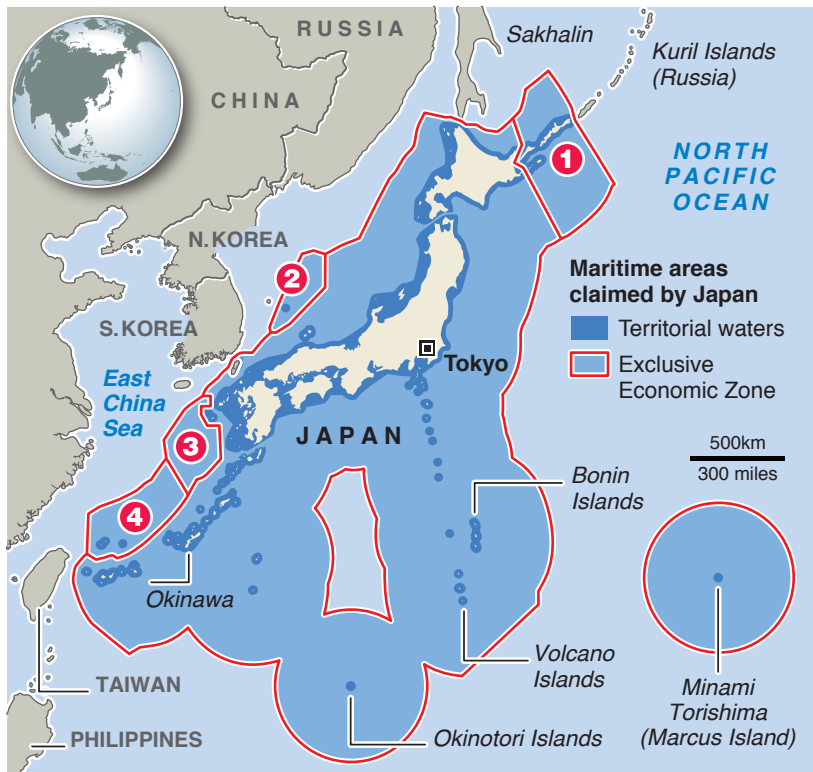 RUSSIA
Sakhalin
Kuril Islands
(Russia)
CHINA
1
NORTH
PACIFIC
OCEAN
N.KOREA
2
Maritime areas
claimed by Japan
Territorial waters
Exclusive
Economic Zone
S.KOREA
Tokyo
East
China
Sea
3
JAPAN
500km
300 miles
4
Bonin
Islands
Okinawa
Volcano
Islands
TAIWAN
PHILIPPINES
Okinotori Islands
Minami
Torishima
(Marcus Island)